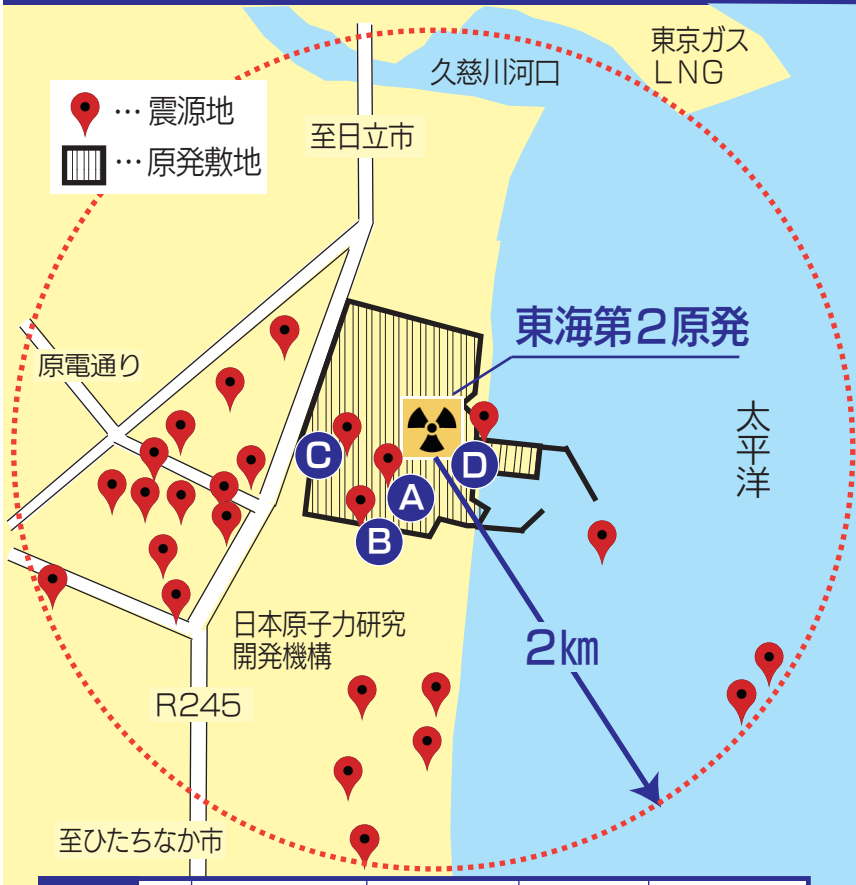 東京ガス
LNG
久慈川河口
…震源地
…原発敷地
至日立市
東海第2原発
原電通り
太平洋
C
D
A
B
2km
日本原子力研究
開発機構
R245
至ひたちなか市